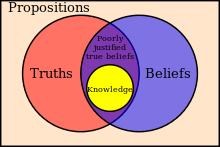 Propositions
Poorly
justified
true beliefs
Truths
Beliefs
Knowledge